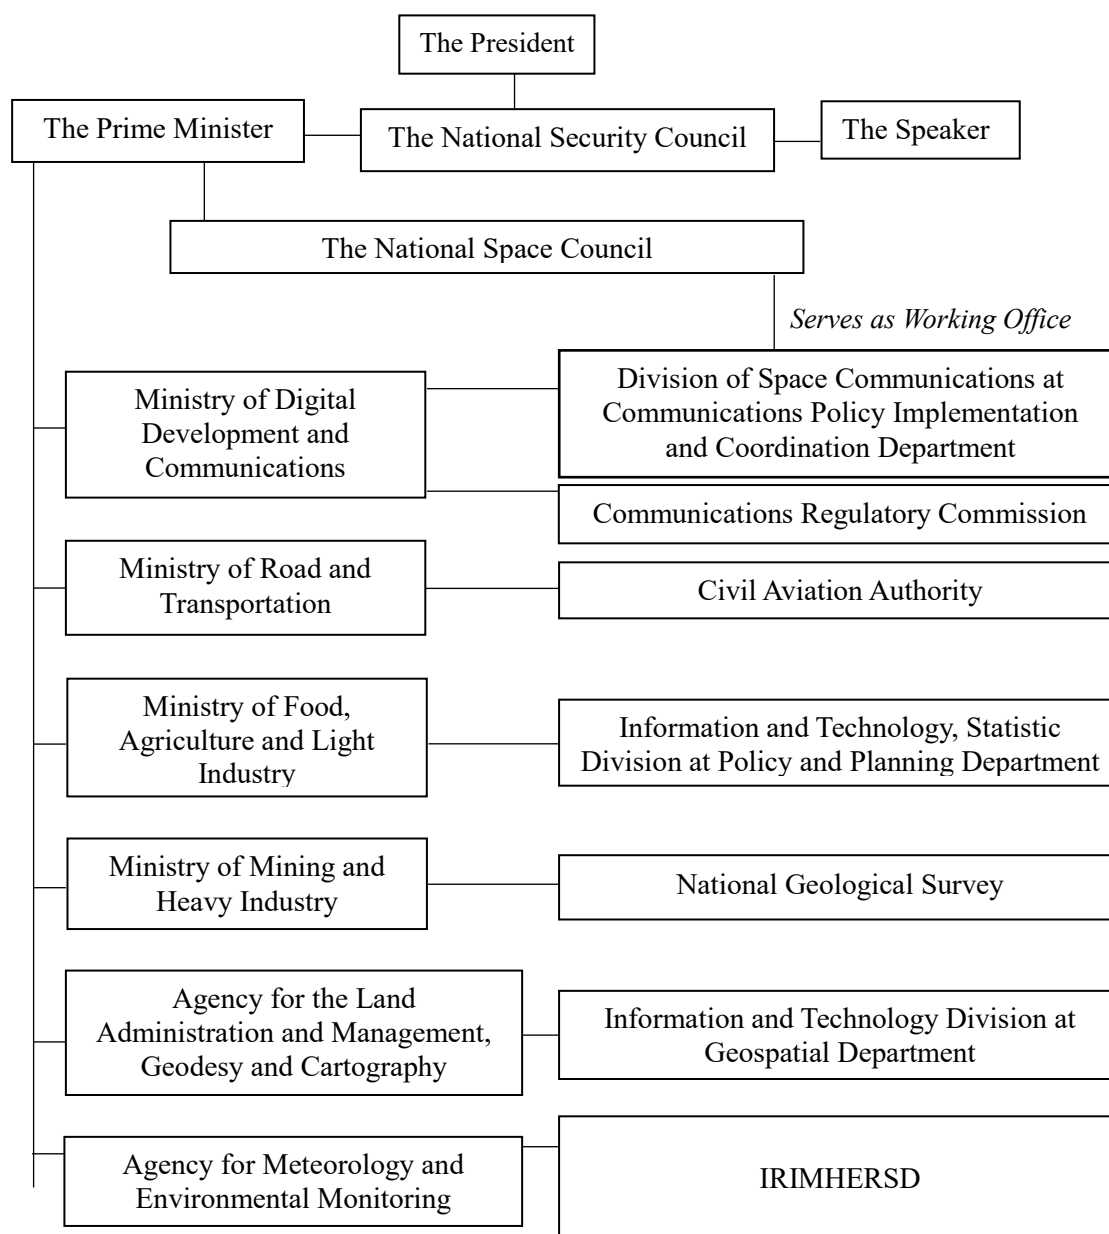 The President
The Prime Minister
The National Security Council
The Speaker
The National Space Council
Serves as Working Office
Ministry of Digital
Development and
Communications
Division of Space Communications at
Communications Policy Implementation
and Coordination Department
Communications Regulatory Commission
Ministry of Road and
Transportation
Civil Aviation Authority
Ministry of Food,
Agriculture and Light
Industry
Information and Technology, Statistic
Division at Policy and Planning Department
Ministry of Mining and
Heavy Industry
National Geological Survey
Agency for the Land
Administration and Management,
Geodesy and Cartography
Information and Technology Division at
Geospatial Department
Agency for Meteorology and
Environmental Monitoring
IRIMHERSD